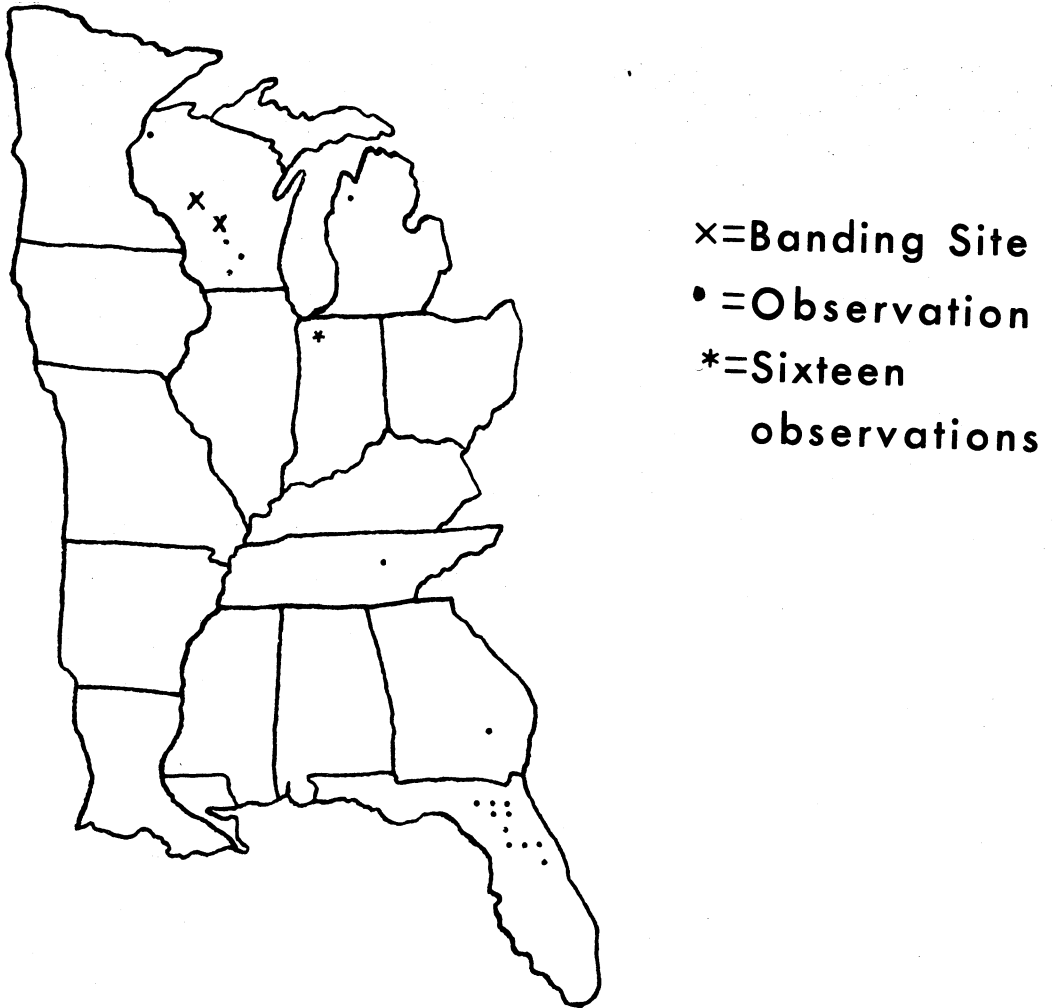 ×=Banding Site
• =Observation
*=Sixteen
observations